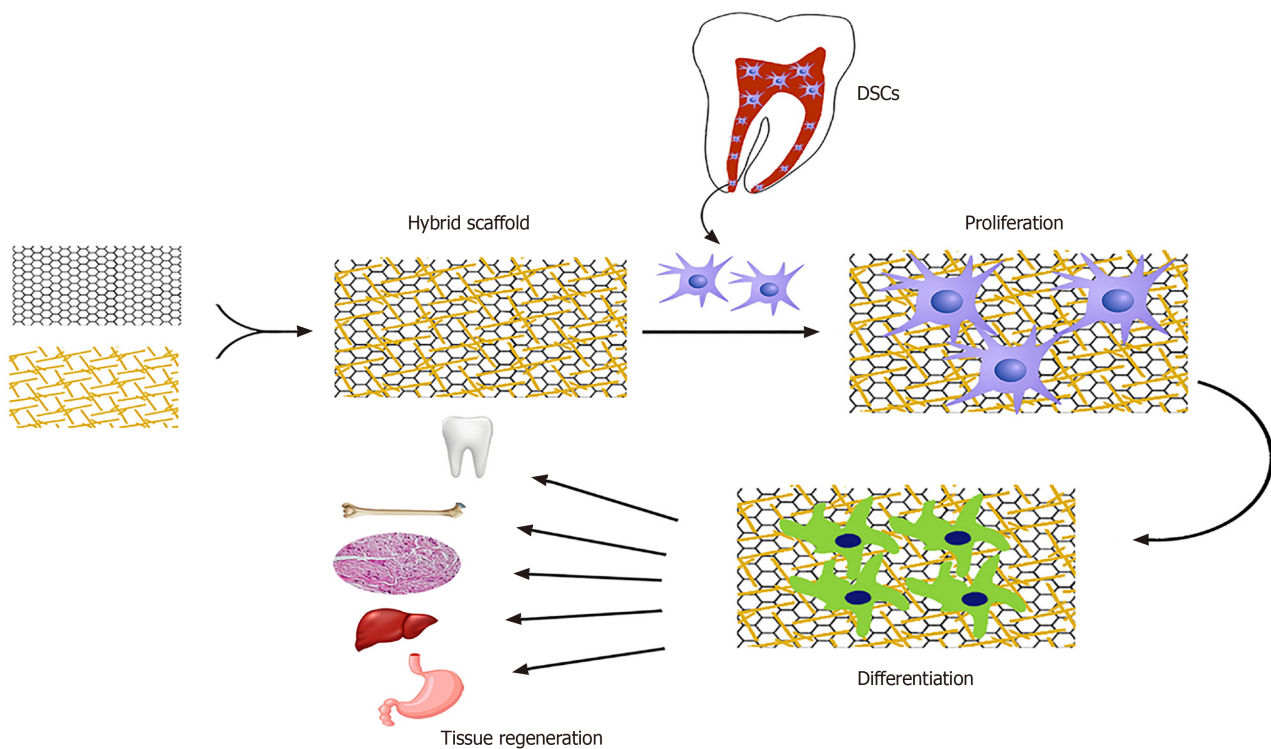 DSCs
Hybrid scaffold
Proliferation
Differentiation
Tissue regeneration